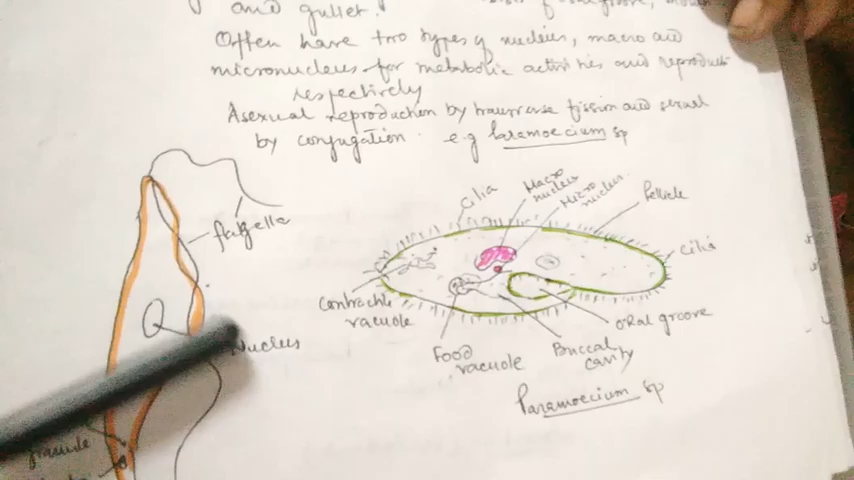 and gullet.
Often have two types of nucleus, macro and
micronucleus for metabolic activities and reproduct
respectively
Asexual reproduction by transverse fission and sexual
by conjugation. e.g Paramoecium sp
flagella
Nucleus
granule
Cilia
Macro
nucleus
Micro
nucleus.
Pellicle
Cilia
Contractile
vacuole
Food
vacuole
Buccal
cavity
oral groove
Paramoecium sp